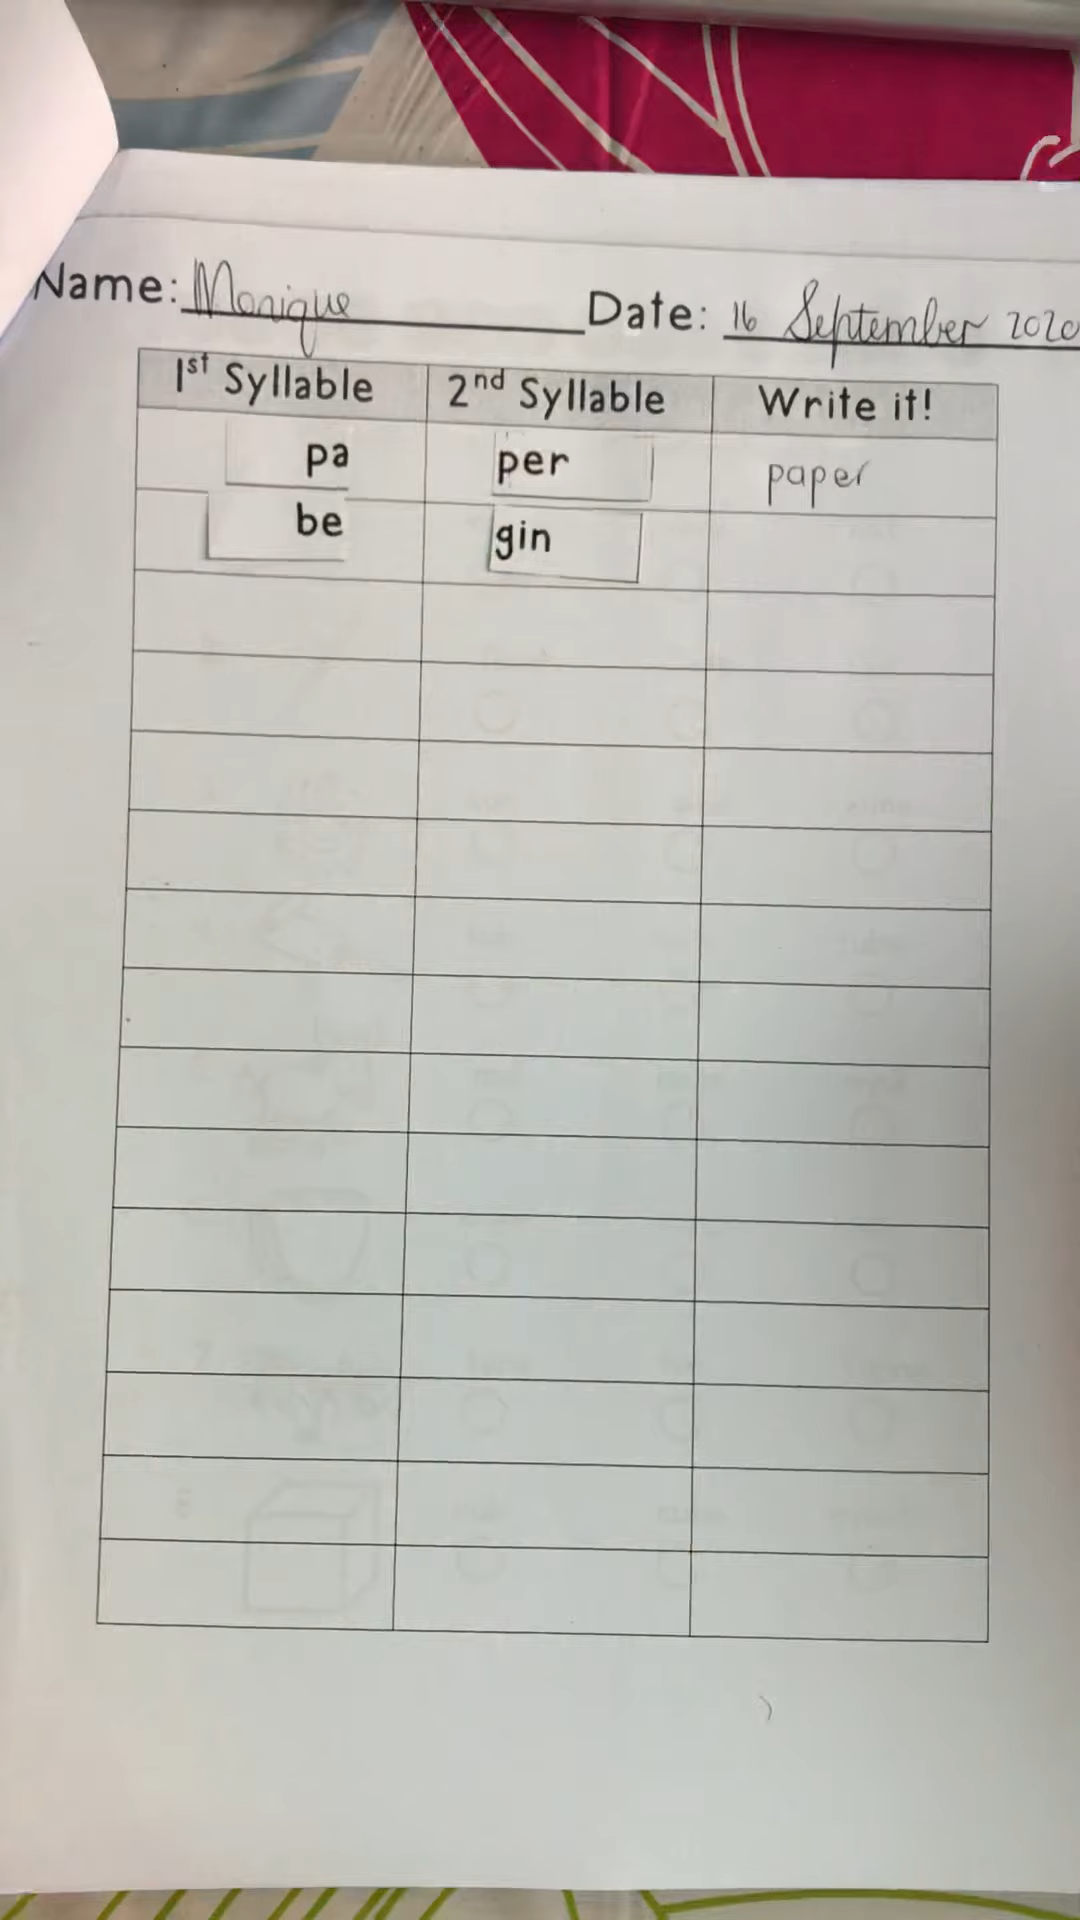 Name: Monique Date: 16 September 2020
1st Syllable 2nd Syllable Write it!
pa per paper
be gin